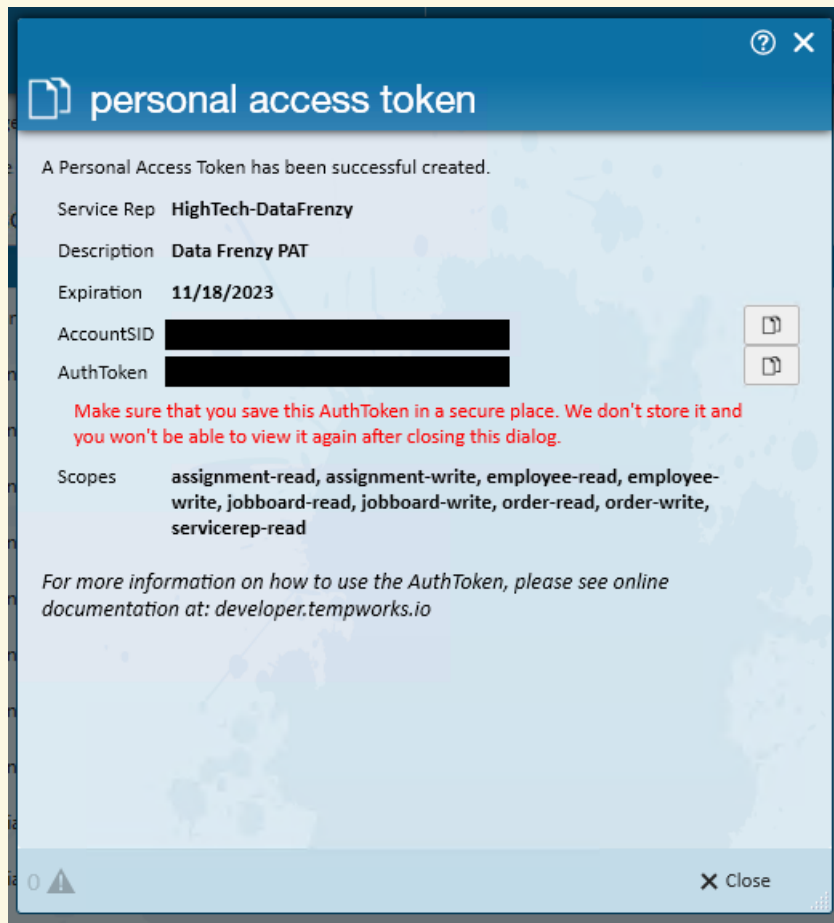 personal access token
A Personal Access Token has been successful created.
Service Rep HighTech-DataFrenzy
Description Data Frenzy PAT
Expiration 11/18/2023
AccountSID
AuthToken
Make sure that you save this AuthToken in a secure place. We don't store it and
you won't be able to view it again after closing this dialog.
Scopes assignment-read, assignment-write, employee-read, employee-
write, jobboard-read, jobboard-write, order-read, order-write,
servicerep-read
For more information on how to use the AuthToken, please see online
documentation at: developer.tempworks.io
0 Close